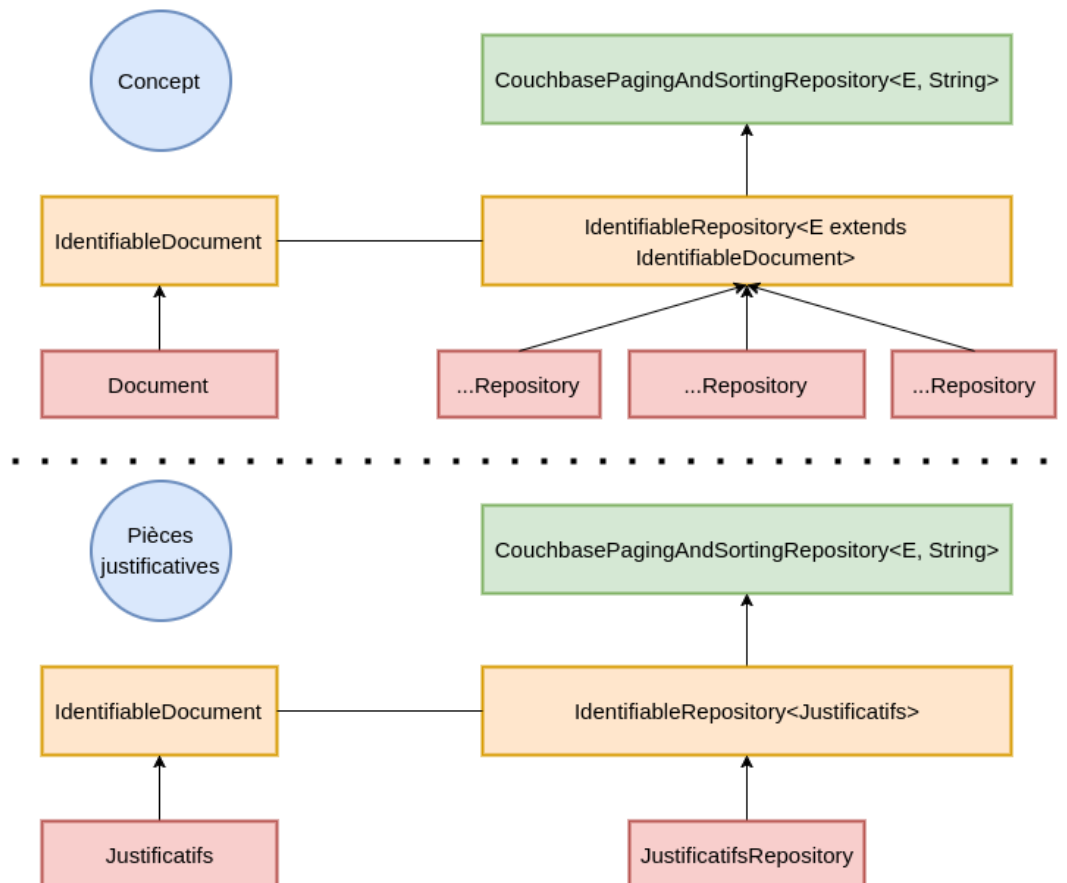 Concept
CouchbasePagingAndSortingRepository<E, String>
IdentifiableDocument
IdentifiableRepository<E extends
IdentifiableDocument>
Document
...Repository
...Repository
...Repository
Pièces
justificatives
CouchbasePagingAndSortingRepository<E, String>
IdentifiableDocument
IdentifiableRepository<Justificatifs>
Justificatifs
JustificatifsRepository